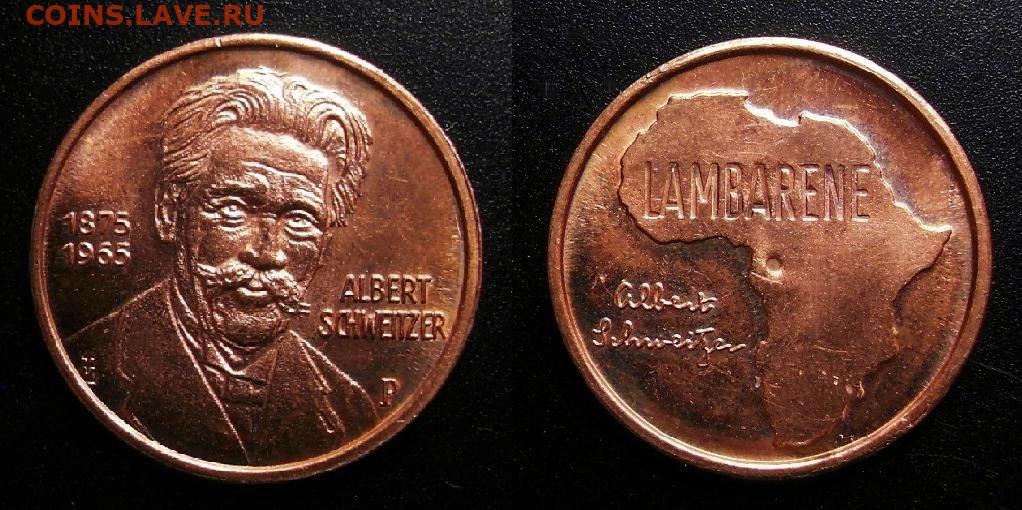 COINS.LAVE.RU
1875
1965
ALBERT
SCHWEITZER
P
LAMBARENE
Albert
Schweitzer